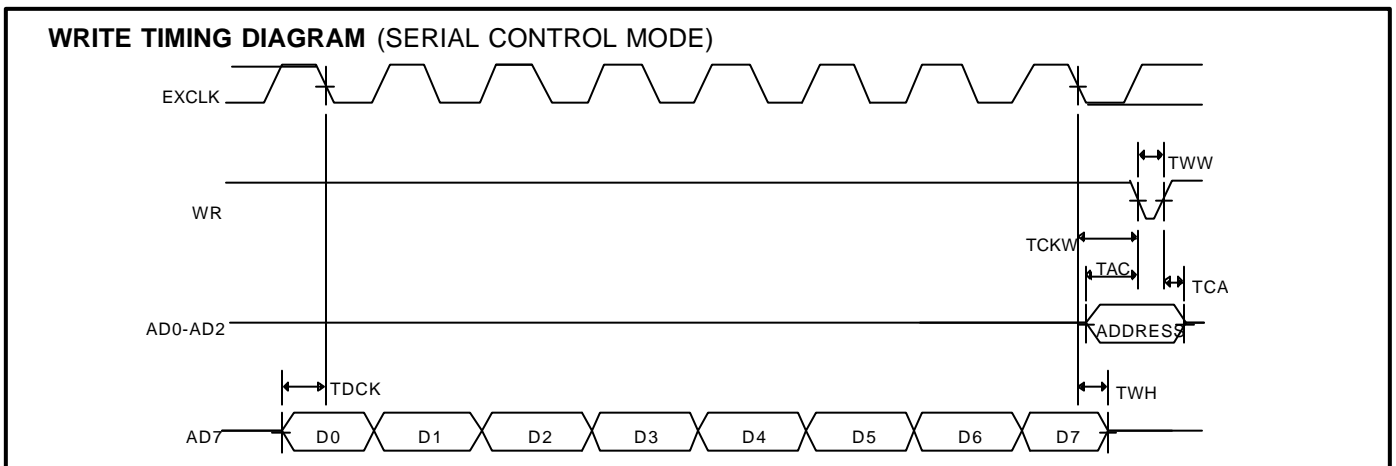 WRITE TIMING DIAGRAM (SERIAL CONTROL MODE)
EXCLK
TWW
WR
TCKW
TAC
TCA
AD0-AD2
ADDRESS
TDCK
TWH
AD7
D0 D1 D2 D3 D4 D5 D6 D7